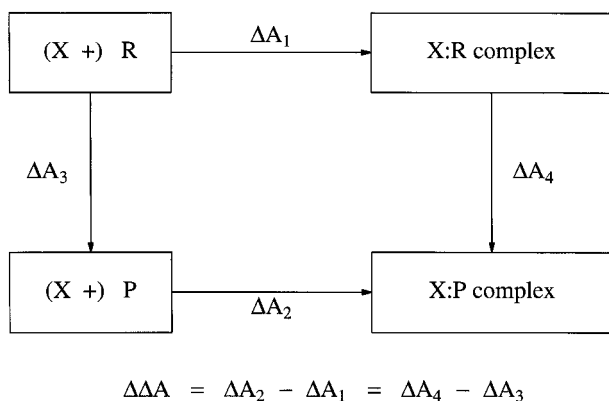 (X +) R
ΔA₁
X:R complex
ΔA₃
ΔA₄
(X +) P
ΔA₂
X:P complex
ΔΔA = ΔA₂ − ΔA₁ = ΔA₄ − ΔA₃